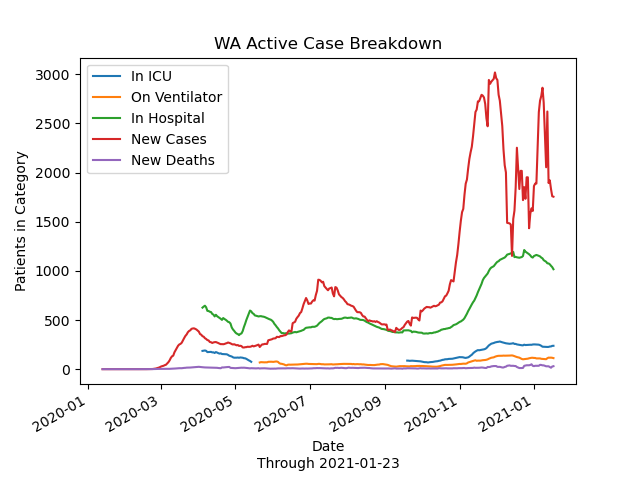 WA Active Case Breakdown
In ICU
On Ventilator
In Hospital
New Cases
New Deaths
Patients in Category
3000
2500
2000
1500
1000
500
0
2020-01
2020-03
2020-05
2020-07
2020-09
2020-11
2021-01
Date
Through 2021-01-23